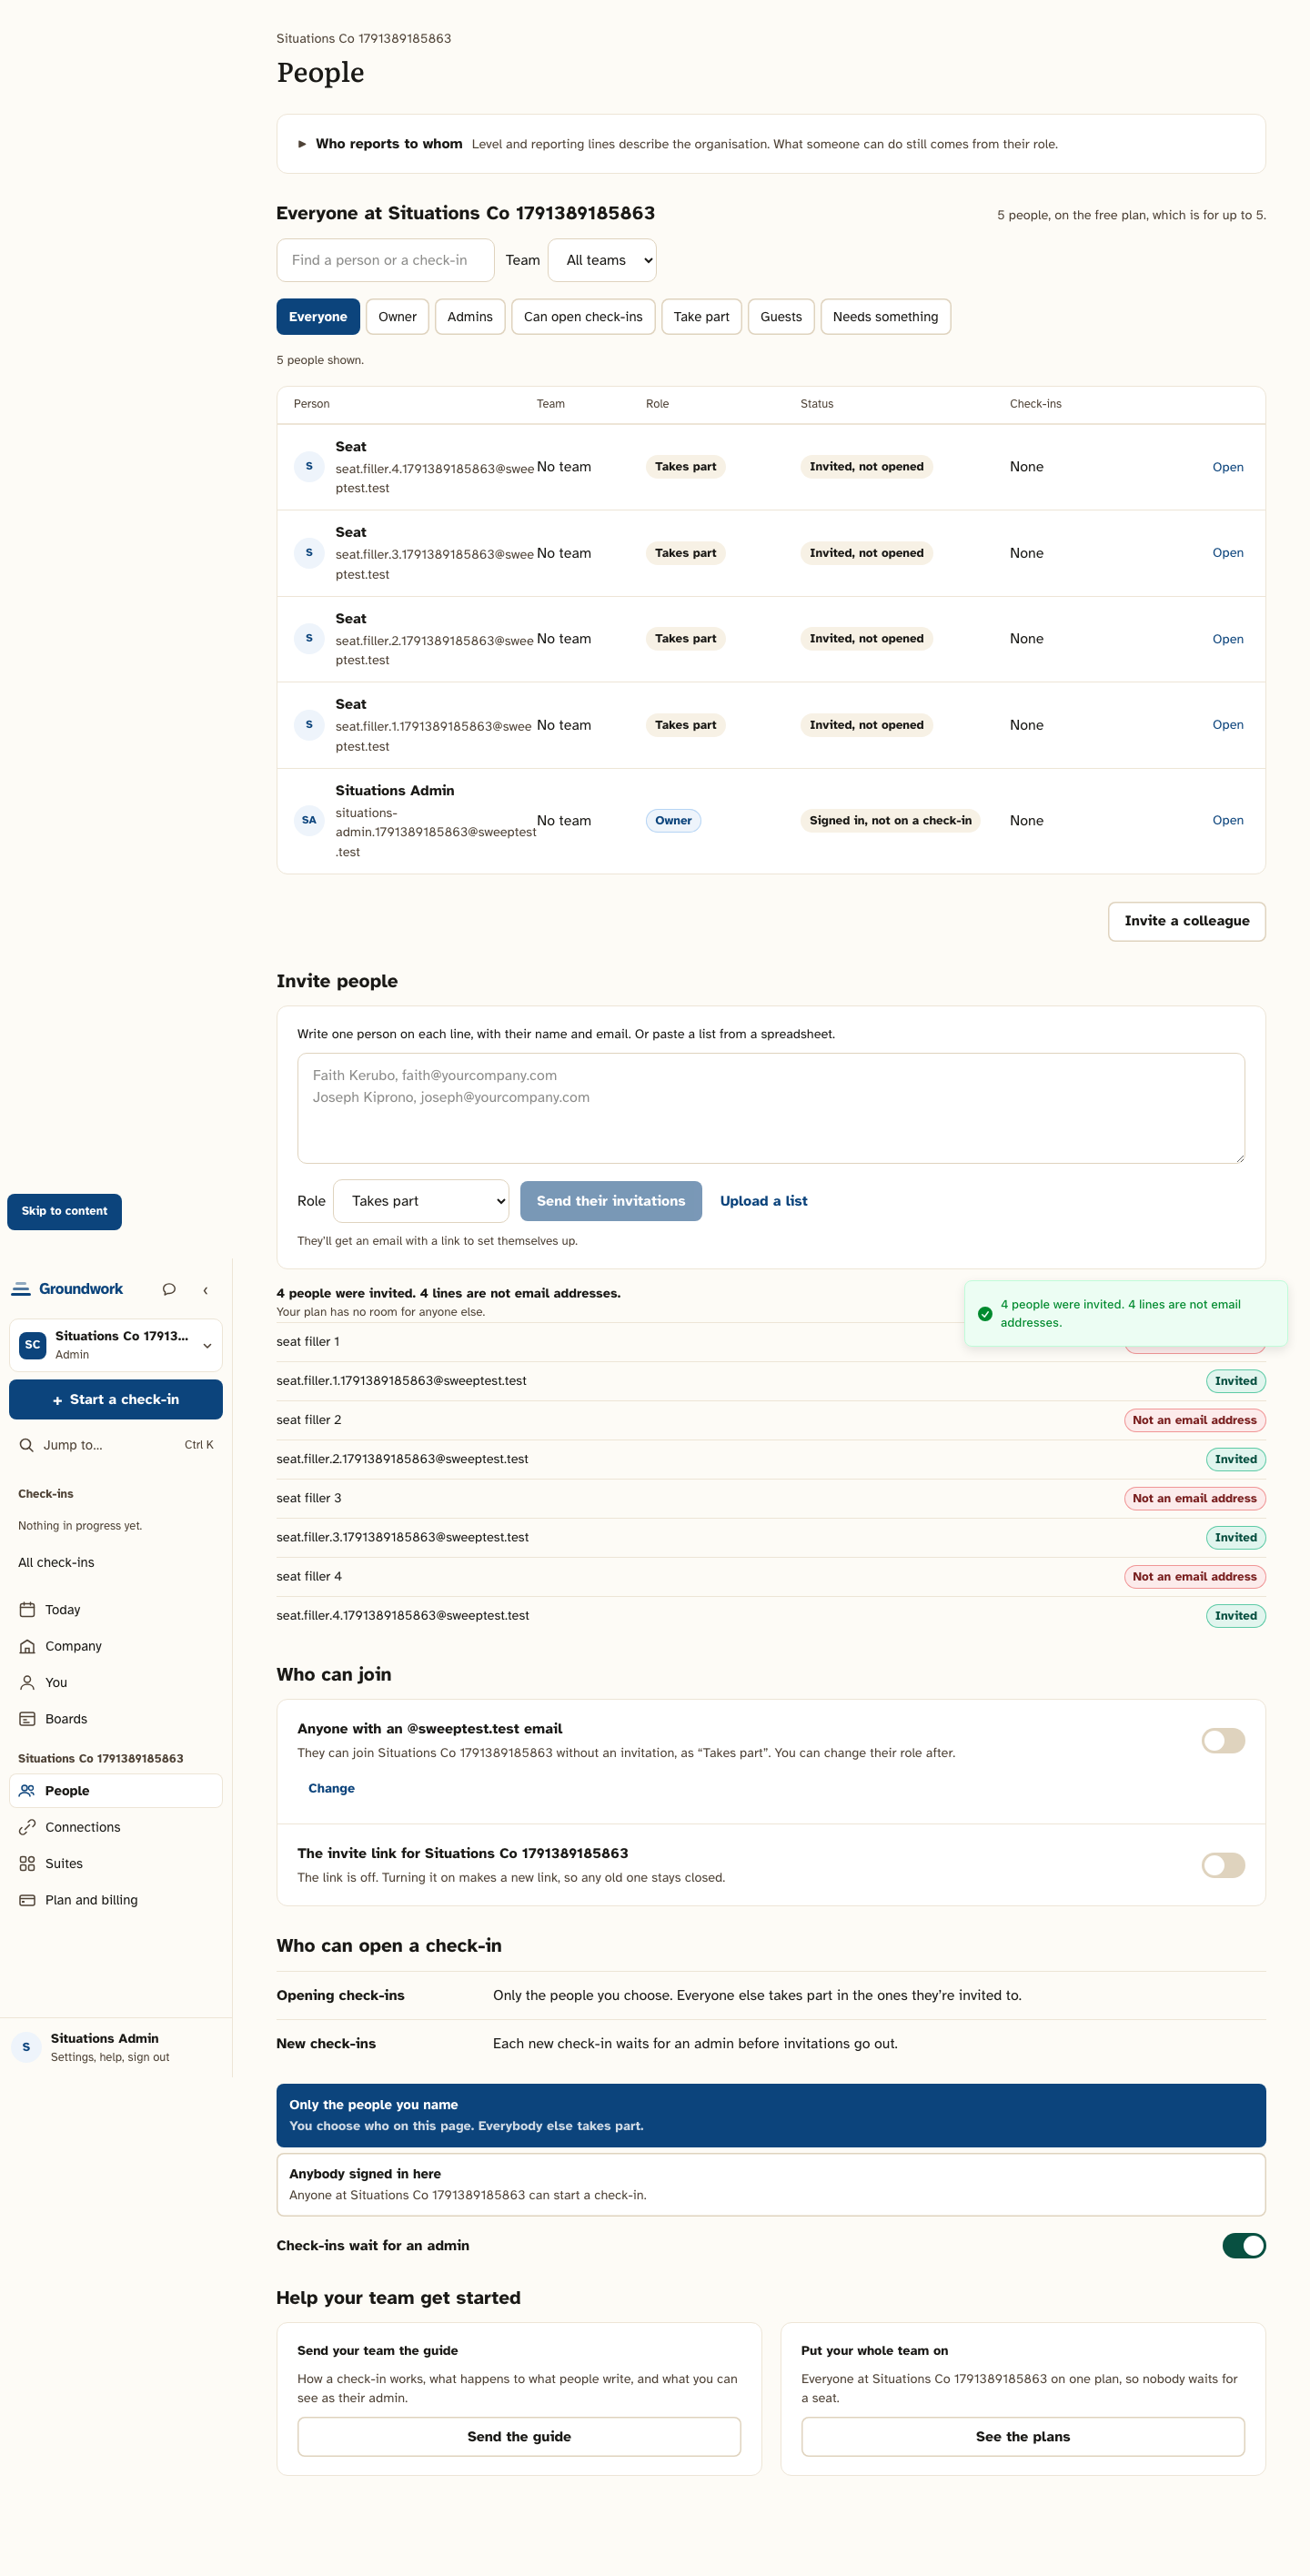 Situations Co 1791389185863
People
Who reports to whom Level and reporting lines describe the organisation. What someone can do still comes from their role.
Everyone at Situations Co 1791389185863
5 people, on the free plan, which is for up to 5.
Find a person or a check-in
Team
All teams
Everyone
Owner
Admins
Can open check-ins
Take part
Guests
Needs something
5 people shown.
Person Team Role Status Check-ins
S
Seat
seat.filler.4.1791389185863@swee
ptest.test
No team
Takes part
Invited, not opened
None
Open
S
Seat
seat.filler.3.1791389185863@swee
ptest.test
No team
Takes part
Invited, not opened
None
Open
S
Seat
seat.filler.2.1791389185863@swee
ptest.test
No team
Takes part
Invited, not opened
None
Open
S
Seat
seat.filler.1.1791389185863@swee
ptest.test
No team
Takes part
Invited, not opened
None
Open
SA
Situations Admin
situations-
admin.1791389185863@sweeptest
.test
No team
Owner
Signed in, not on a check-in
None
Open
Invite a colleague
Invite people
Write one person on each line, with their name and email. Or paste a list from a spreadsheet.
Faith Kerubo, faith@yourcompany.com
Joseph Kiprono, joseph@yourcompany.com
Role
Takes part
Send their invitations
Upload a list
They'll get an email with a link to set themselves up.
4 people were invited. 4 lines are not email addresses.
Your plan has no room for anyone else.
4 people were invited. 4 lines are not email
addresses.
seat filler 1
seat.filler.1.1791389185863@sweeptest.test
Invited
seat filler 2
Not an email address
seat.filler.2.1791389185863@sweeptest.test
Invited
seat filler 3
Not an email address
seat.filler.3.1791389185863@sweeptest.test
Invited
seat filler 4
Not an email address
seat.filler.4.1791389185863@sweeptest.test
Invited
Who can join
Anyone with an @sweeptest.test email
They can join Situations Co 1791389185863 without an invitation, as “Takes part”. You can change their role after.
Change
The invite link for Situations Co 1791389185863
The link is off. Turning it on makes a new link, so any old one stays closed.
Who can open a check-in
Opening check-ins
Only the people you choose. Everyone else takes part in the ones they're invited to.
New check-ins
Each new check-in waits for an admin before invitations go out.
Only the people you name
You choose who on this page. Everybody else takes part.
Anybody signed in here
Anyone at Situations Co 1791389185863 can start a check-in.
Check-ins wait for an admin
Help your team get started
Send your team the guide
How a check-in works, what happens to what people write, and what you can
see as their admin.
Send the guide
Put your whole team on
Everyone at Situations Co 1791389185863 on one plan, so nobody waits for
a seat.
See the plans
Skip to content
Groundwork
SC
Situations Co 17913...
Admin
+ Start a check-in
Jump to...
Ctrl K
Check-ins
Nothing in progress yet.
All check-ins
Today
Company
You
Boards
Situations Co 1791389185863
People
Connections
Suites
Plan and billing
S
Situations Admin
Settings, help, sign out